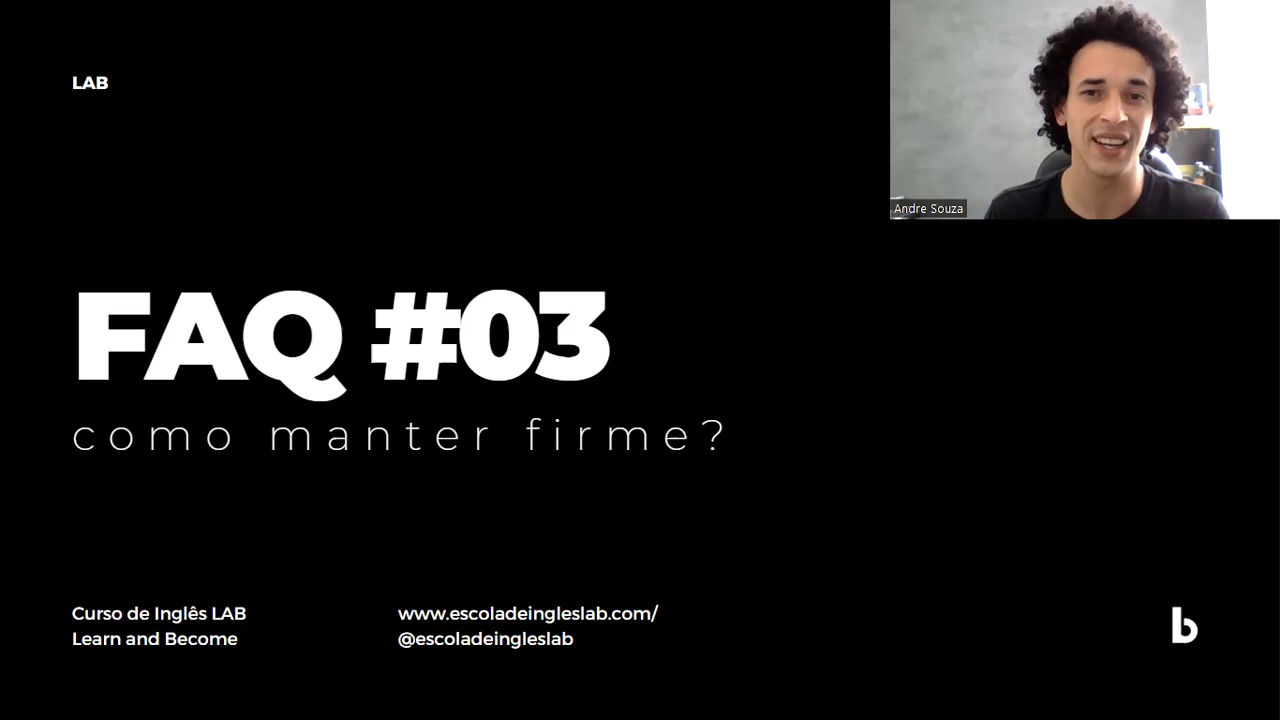 LAB
Andre Souza
FAQ #03
como manter firme?
Curso de Inglês LAB
Learn and Become
www.escoladeingleslab.com/
@escoladeingleslab
b